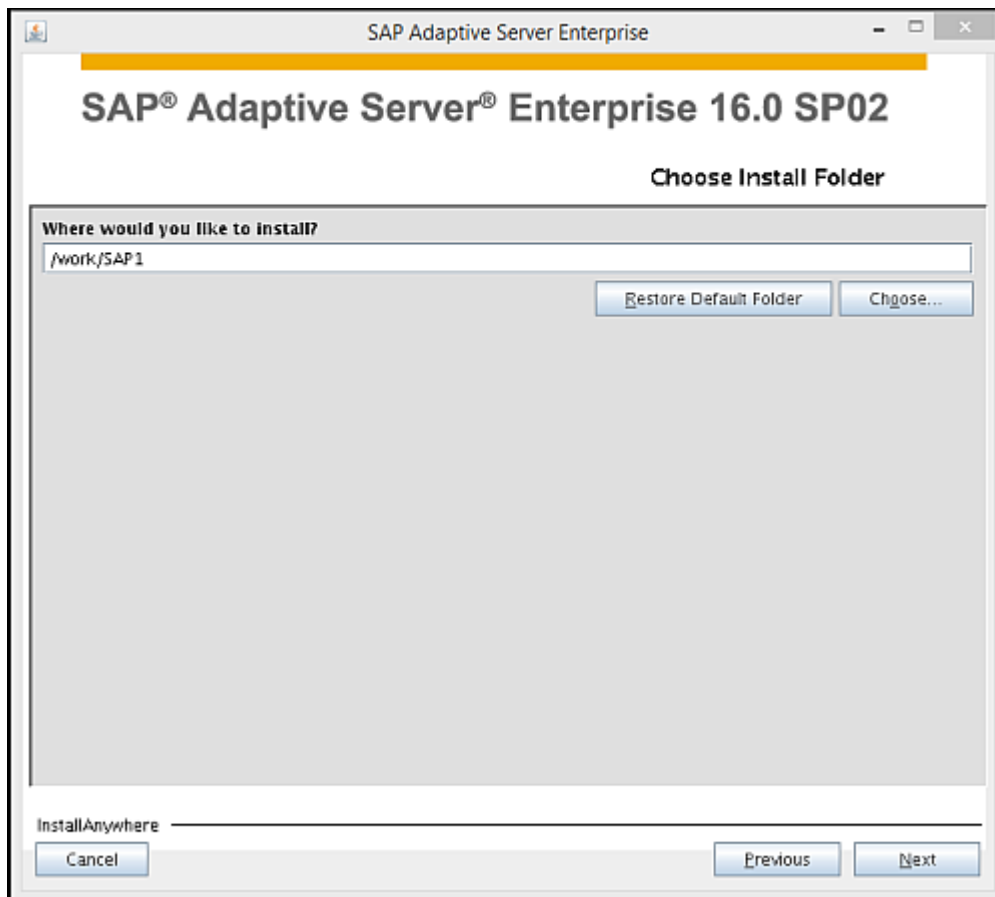 SAP Adaptive Server Enterprise
SAP® Adaptive Server® Enterprise 16.0 SP02
Choose Install Folder
Where would you like to install?
/work/SAP1
Restore Default Folder
Choose...
InstallAnywhere
Cancel
Previous
Next